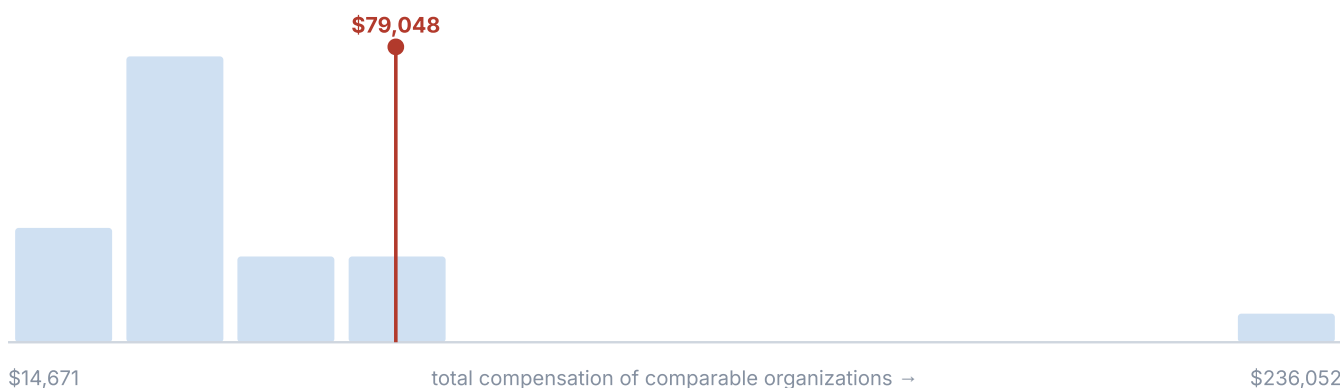 $79,048
$14,671 total compensation of comparable organizations → $236,052